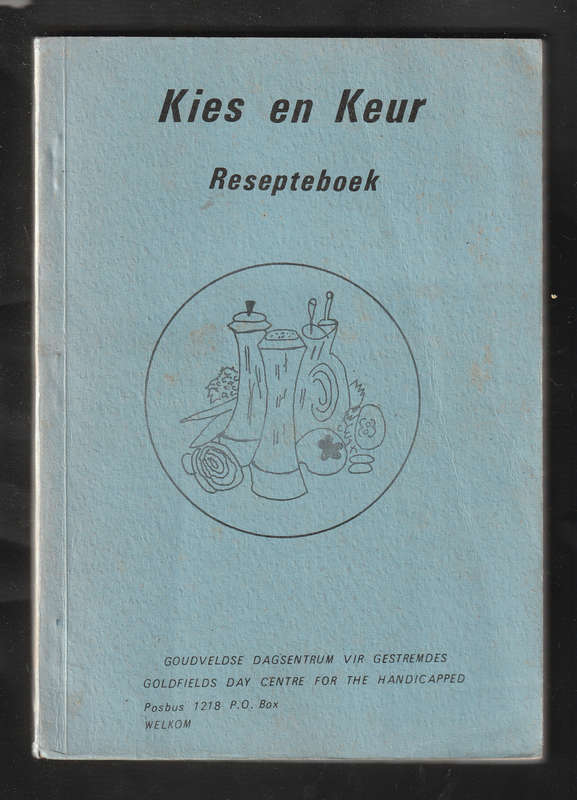 Kies en Keur
Resepteboek
GOUDVELDSE DAGSENTRUM VIR GESTREMDES
GOLDFIELDS DAY CENTRE FOR THE HANDICAPPED
Posbus 1218 P.O. Box
WELKOM